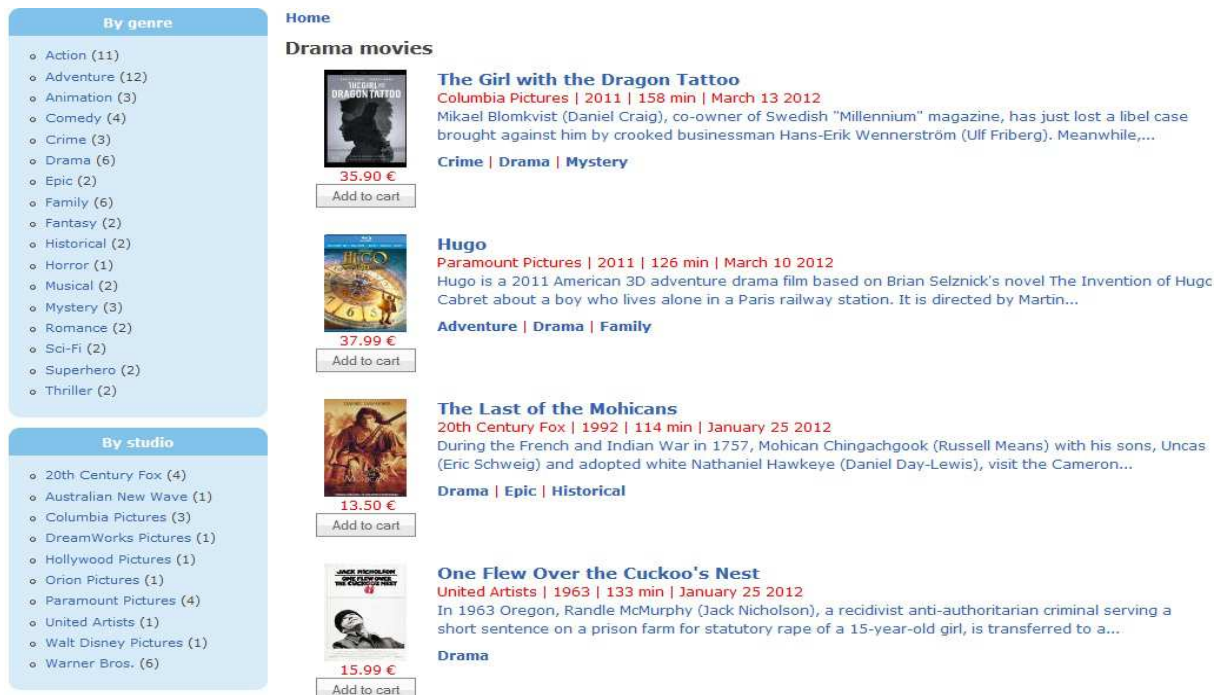 By genre
Action (11)
Adventure (12)
Animation (3)
Comedy (4)
Crime (3)
Drama (6)
Epic (2)
Family (6)
Fantasy (2)
Historical (2)
Horror (1)
Musical (2)
Mystery (3)
Romance (2)
Sci-Fi (2)
Superhero (2)
Thriller (2)
By studio
20th Century Fox (4)
Australian New Wave (1)
Columbia Pictures (3)
DreamWorks Pictures (1)
Hollywood Pictures (1)
Orion Pictures (1)
Paramount Pictures (4)
United Artists (1)
Walt Disney Pictures (1)
Warner Bros. (6)
Home
Drama movies
THE GIRL
DRAGON TATTOO
35.90 €
Add to cart
The Girl with the Dragon Tattoo
Columbia Pictures | 2011 | 158 min | March 13 2012
Mikael Blomkvist (Daniel Craig), co-owner of Swedish "Millennium" magazine, has just lost a libel case
brought against him by crooked businessman Hans-Erik Wennerström (Ulf Friberg). Meanwhile,...
Crime | Drama | Mystery
HUGO
37.99 €
Add to cart
Hugo
Paramount Pictures | 2011 | 126 min | March 10 2012
Hugo is a 2011 American 3D adventure drama film based on Brian Selznick's novel The Invention of Hugo
Cabret about a boy who lives alone in a Paris railway station. It is directed by Martin...
Adventure | Drama | Family
13.50 €
Add to cart
The Last of the Mohicans
20th Century Fox | 1992 | 114 min | January 25 2012
During the French and Indian War in 1757, Mohican Chingachgook (Russell Means) with his sons, Uncas
(Eric Schweig) and adopted white Nathaniel Hawkeye (Daniel Day-Lewis), visit the Cameron...
Drama | Epic | Historical
JACK NICHOLSON
ONE FLEW OVER
THE CUCKOO'S NEST
15.99 €
Add to cart
One Flew Over the Cuckoo's Nest
United Artists | 1963 | 133 min | January 25 2012
In 1963 Oregon, Randle McMurphy (Jack Nicholson), a recidivist anti-authoritarian criminal serving a
short sentence on a prison farm for statutory rape of a 15-year-old girl, is transferred to a...
Drama